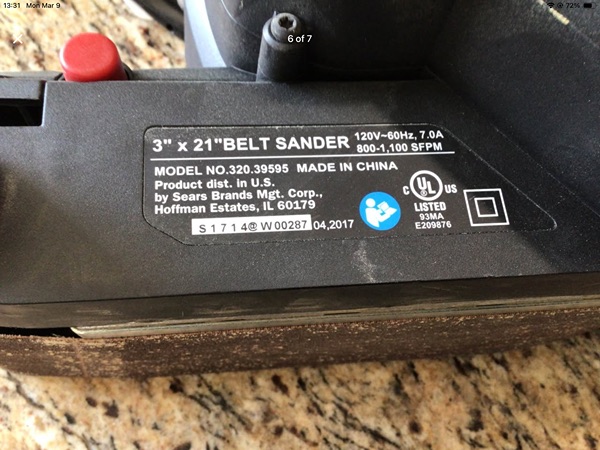 13:31 Mon Mar 9
72%
6 of 7
3" x 21"BELT SANDER 120V~60Hz, 7.0A
800-1,100 SFPM
MODEL NO.320.39595 MADE IN CHINA
Product dist. in U.S.
by Sears Brands Mgt. Corp.,
Hoffman Estates, IL 60179
S1714@W00287 04,2017
C UL US
LISTED
93MA
E209876